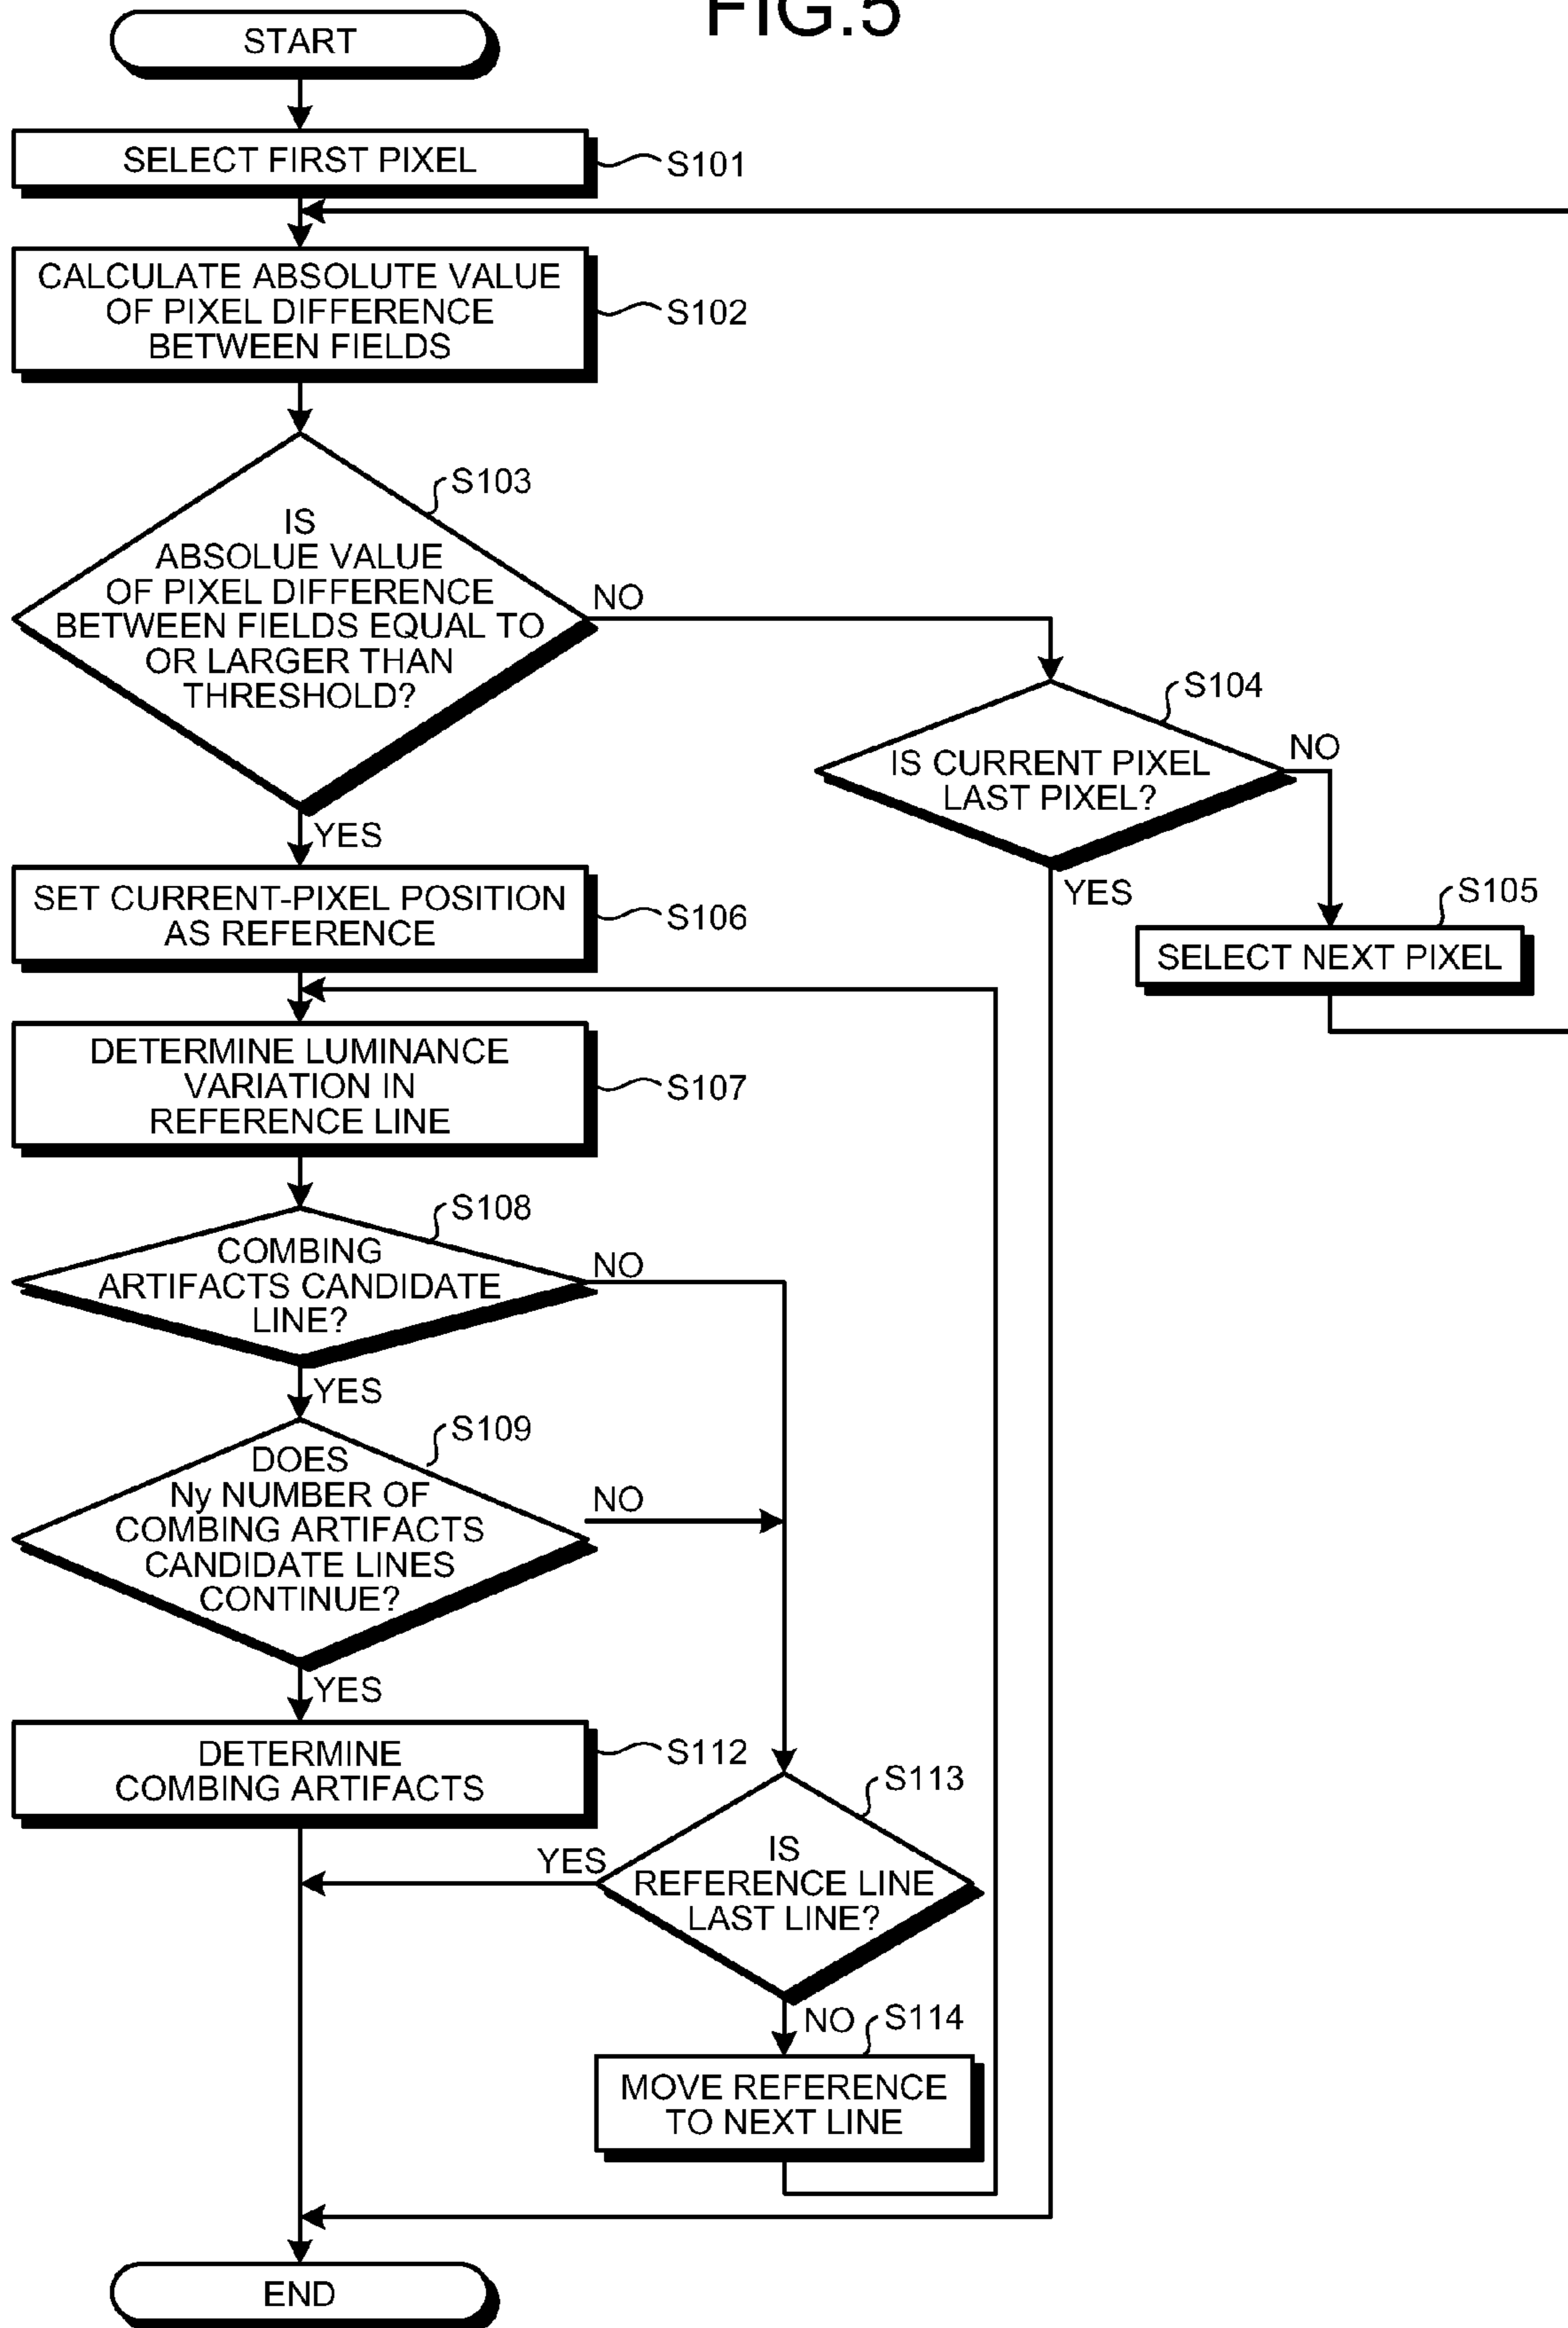 FIG.5
START
SELECT FIRST PIXEL
S101
CALCULATE ABSOLUTE VALUE
OF PIXEL DIFFERENCE
BETWEEN FIELDS
S102
S103
IS
ABSOLUE VALUE
OF PIXEL DIFFERENCE
BETWEEN FIELDS EQUAL TO
OR LARGER THAN
THRESHOLD?
NO
YES
S104
IS CURRENT PIXEL
LAST PIXEL?
NO
YES
S105
SELECT NEXT PIXEL
SET CURRENT-PIXEL POSITION
AS REFERENCE
S106
DETERMINE LUMINANCE
VARIATION IN
REFERENCE LINE
S107
S108
COMBING
ARTIFACTS CANDIDATE
LINE?
NO
YES
S109
DOES
Ny NUMBER OF
COMBING ARTIFACTS
CANDIDATE LINES
CONTINUE?
NO
YES
DETERMINE
COMBING ARTIFACTS
S112
S113
IS
REFERENCE LINE
LAST LINE?
YES
NO
S114
MOVE REFERENCE
TO NEXT LINE
END